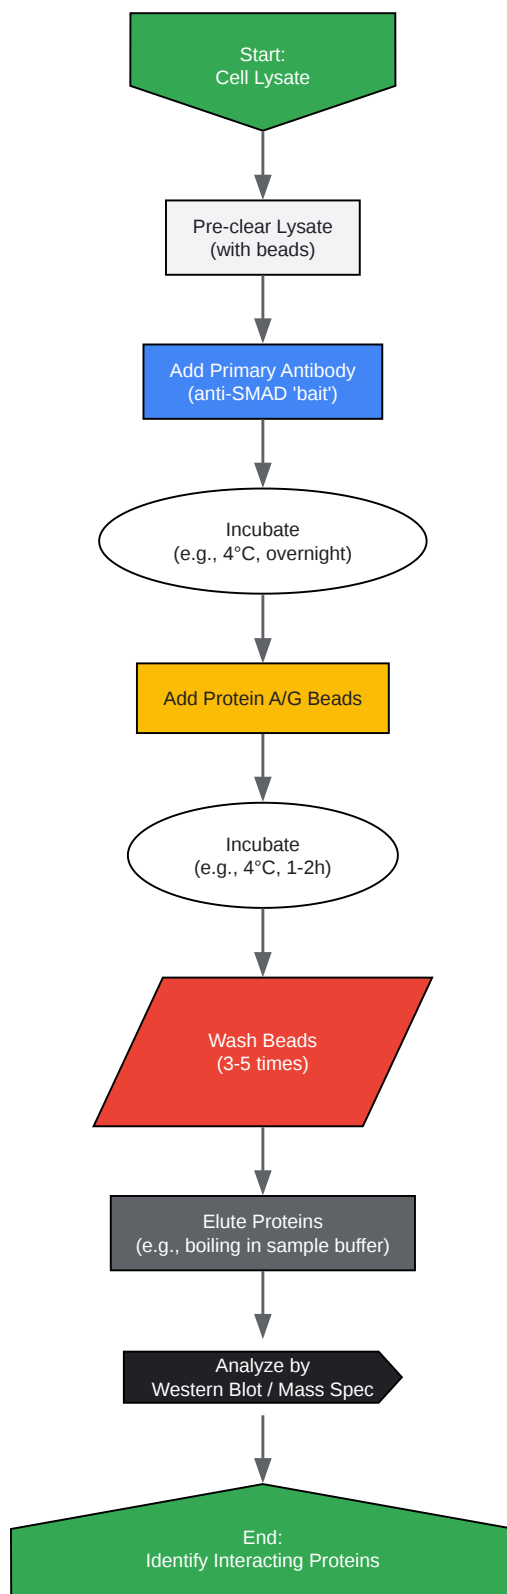 Start:
Cell Lysate
Pre-clear Lysate
(with beads)
Add Primary Antibody
(anti-SMAD 'bait')
Incubate
(e.g., 4°C, overnight)
Add Protein A/G Beads
Incubate
(e.g., 4°C, 1-2h)
Wash Beads
(3-5 times)
Elute Proteins
(e.g., boiling in sample buffer)
Analyze by
Western Blot / Mass Spec
End:
Identify Interacting Proteins